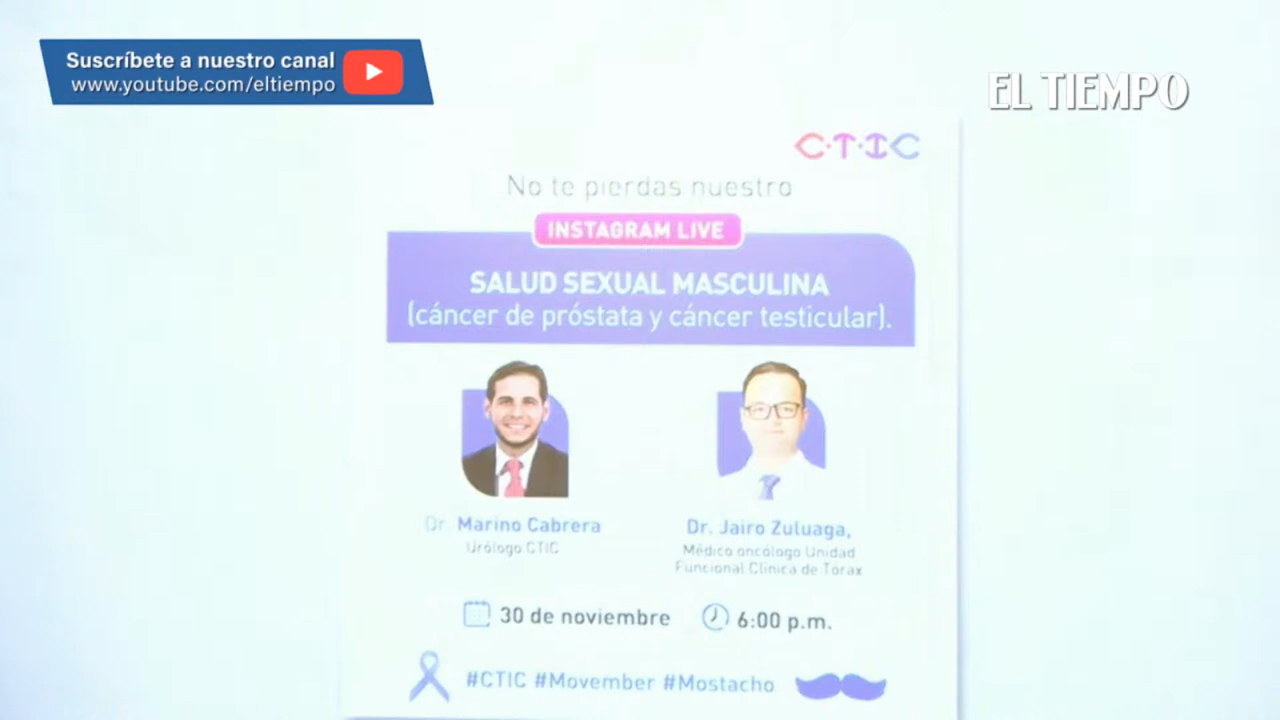 Suscríbete a nuestro canal
www.youtube.com/eltiempo
EL TIEMPO
C·T·I·C
No te pierdas nuestro
INSTAGRAM LIVE
SALUD SEXUAL MASCULINA
(cáncer de próstata y cáncer testicular).
Dr. Marino Cabrera
Urólogo CTIC
Dr. Jairo Zuluaga,
Médico oncólogo Unidad
Funcional Clínica de Tórax
30 de noviembre
6:00 p.m.
#CTIC #Movember #Mostacho